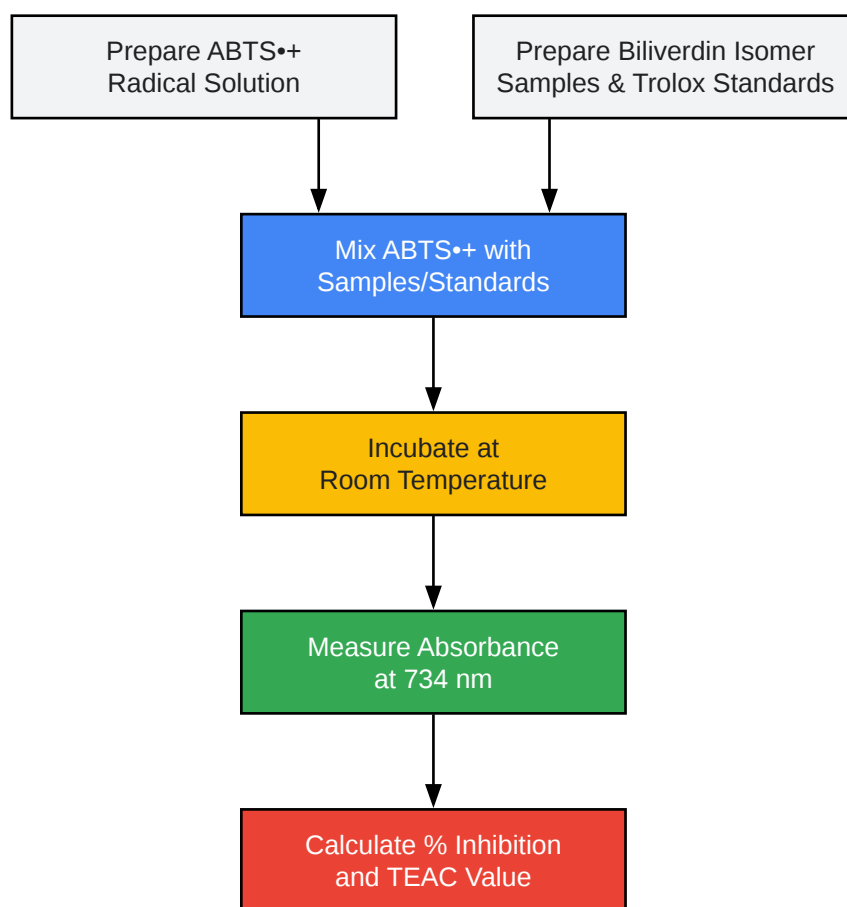 Prepare ABTS•+
Radical Solution
Prepare Biliverdin Isomer
Samples & Trolox Standards
Mix ABTS•+ with
Samples/Standards
Incubate at
Room Temperature
Measure Absorbance
at 734 nm
Calculate % Inhibition
and TEAC Value